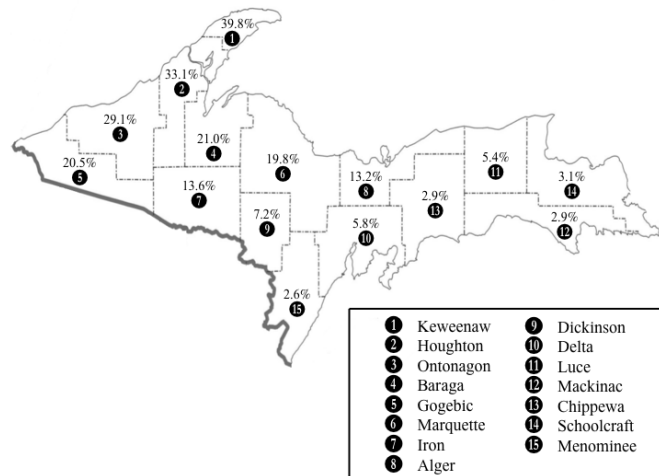 39.8%
1
33.1%
2
29.1%
3
21.0%
4
20.5%
5
19.8%
6
13.6%
7
13.2%
8
7.2%
9
5.8%
10
5.4%
11
2.9%
12
2.9%
13
3.1%
14
2.6%
15
1 Keweenaw
2 Houghton
3 Ontonagon
4 Baraga
5 Gogebic
6 Marquette
7 Iron
8 Alger
9 Dickinson
10 Delta
11 Luce
12 Mackinac
13 Chippewa
14 Schoolcraft
15 Menominee